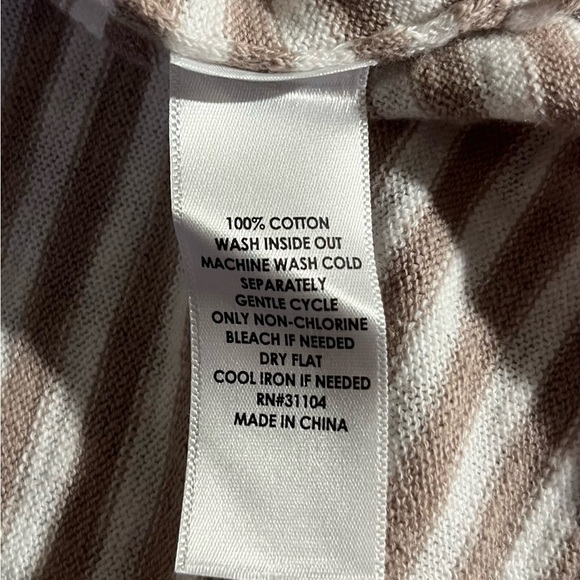 100% COTTON
WASH INSIDE OUT
MACHINE WASH COLD
SEPARATELY
GENTLE CYCLE
ONLY NON-CHLORINE
BLEACH IF NEEDED
DRY FLAT
COOL IRON IF NEEDED
RN#31104
MADE IN CHINA